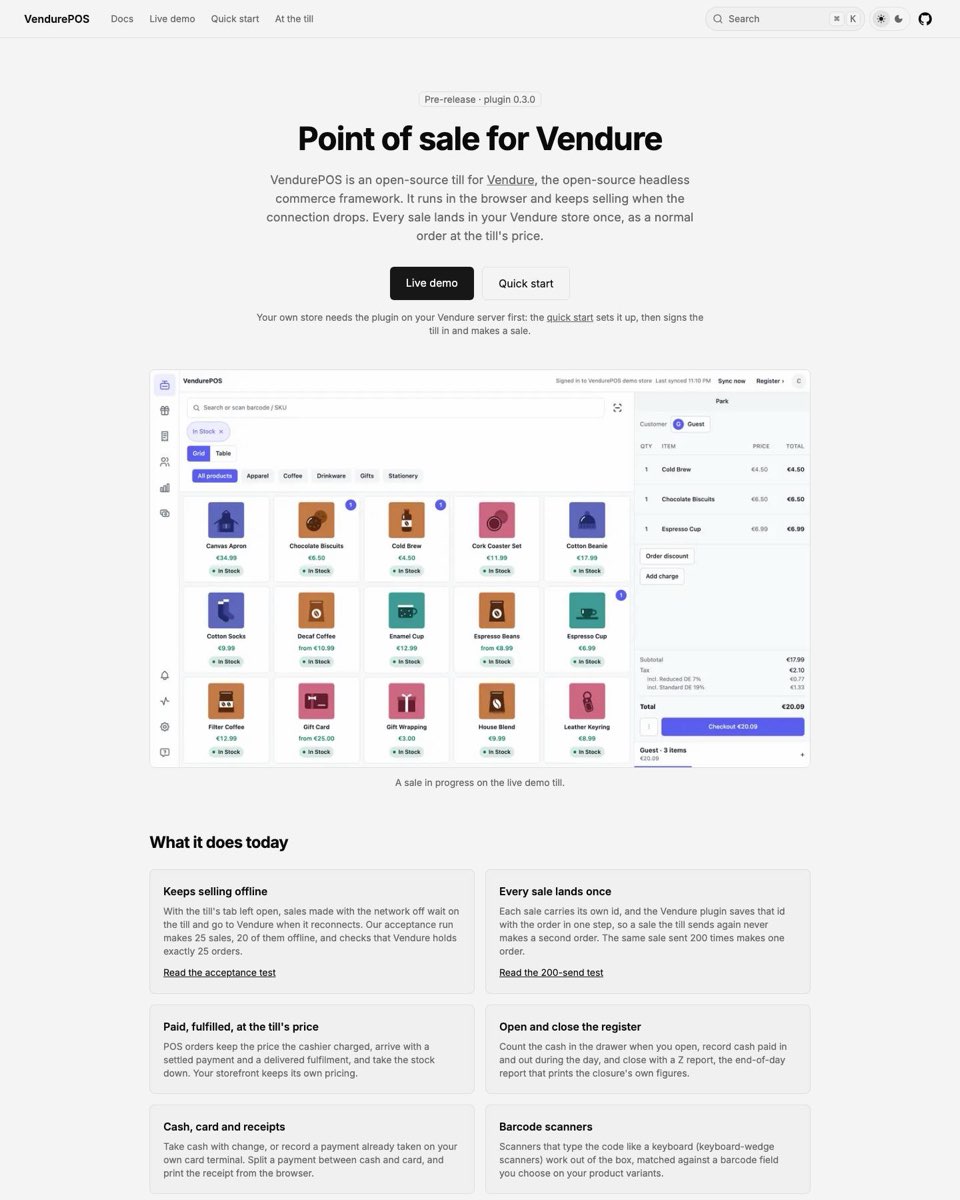 VendurePOS Docs Live demo Quick start At the till Search ⌘ K
Pre-release · plugin 0.3.0
Point of sale for Vendure
VendurePOS is an open-source till for Vendure, the open-source headless
commerce framework. It runs in the browser and keeps selling when the
connection drops. Every sale lands in your Vendure store once, as a normal
order at the till's price.
Live demo Quick start
Your own store needs the plugin on your Vendure server first: the quick start sets it up, then signs the
till in and makes a sale.
VendurePOS Signed in to VendurePOS demo store Last synced 11:10 PM Sync now Register › C
Search or scan barcode / SKU
In Stock ×
Grid Table
All products Apparel Coffee Drinkware Gifts Stationery
Canvas Apron
€34.99
In Stock
1
Chocolate Biscuits
€6.50
In Stock
1
Cold Brew
€4.50
In Stock
Cork Coaster Set
€11.99
In Stock
Cotton Beanie
€17.99
In Stock
Cotton Socks
€9.99
In Stock
Decaf Coffee
from €10.99
In Stock
Enamel Cup
€12.99
In Stock
Espresso Beans
from €8.99
In Stock
1
Espresso Cup
€6.99
In Stock
Filter Coffee
€12.99
In Stock
Gift Card
from €25.00
In Stock
Gift Wrapping
€3.00
In Stock
House Blend
€9.99
In Stock
Leather Keyring
€8.99
In Stock
Park
Customer G Guest
QTY ITEM PRICE TOTAL
1 Cold Brew €4.50 €4.50
1 Chocolate Biscuits €6.50 €6.50
1 Espresso Cup €6.99 €6.99
Order discount
Add charge
Subtotal €17.99
Tax €2.10
incl. Reduced DE 7% €0.77
incl. Standard DE 19% €1.33
Total €20.09
Checkout €20.09
Guest · 3 items +
€20.09
A sale in progress on the live demo till.
What it does today
Keeps selling offline
With the till's tab left open, sales made with the network off wait on
the till and go to Vendure when it reconnects. Our acceptance run
makes 25 sales, 20 of them offline, and checks that Vendure holds
exactly 25 orders.
Read the acceptance test
Every sale lands once
Each sale carries its own id, and the Vendure plugin saves that id
with the order in one step, so a sale the till sends again never
makes a second order. The same sale sent 200 times makes one
order.
Read the 200-send test
Paid, fulfilled, at the till's price
POS orders keep the price the cashier charged, arrive with a
settled payment and a delivered fulfilment, and take the stock
down. Your storefront keeps its own pricing.
Open and close the register
Count the cash in the drawer when you open, record cash paid in
and out during the day, and close with a Z report, the end-of-day
report that prints the closure's own figures.
Cash, card and receipts
Take cash with change, or record a payment already taken on your
own card terminal. Split a payment between cash and card, and
print the receipt from the browser.
Barcode scanners
Scanners that type the code like a keyboard (keyboard-wedge
scanners) work out of the box, matched against a barcode field
you choose on your product variants.